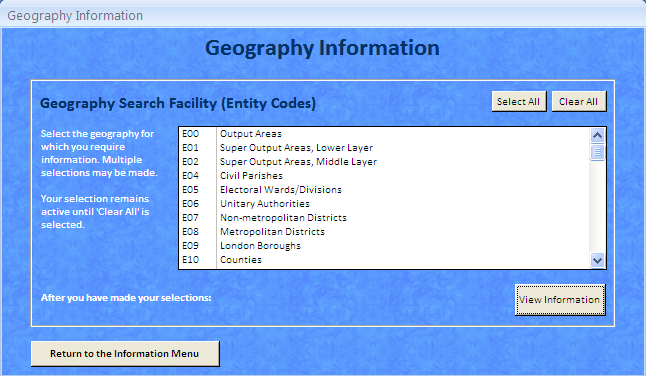 Geography Information
Geography Information
Geography Search Facility (Entity Codes)
Select All
Clear All
Select the geography for
which you require
information. Multiple
selections may be made.
Your selection remains
active until 'Clear All' is
selected.
E00 Output Areas
E01 Super Output Areas, Lower Layer
E02 Super Output Areas, Middle Layer
E04 Civil Parishes
E05 Electoral Wards/Divisions
E06 Unitary Authorities
E07 Non-metropolitan Districts
E08 Metropolitan Districts
E09 London Boroughs
E10 Counties
After you have made your selections:
View Information
Return to the Information Menu